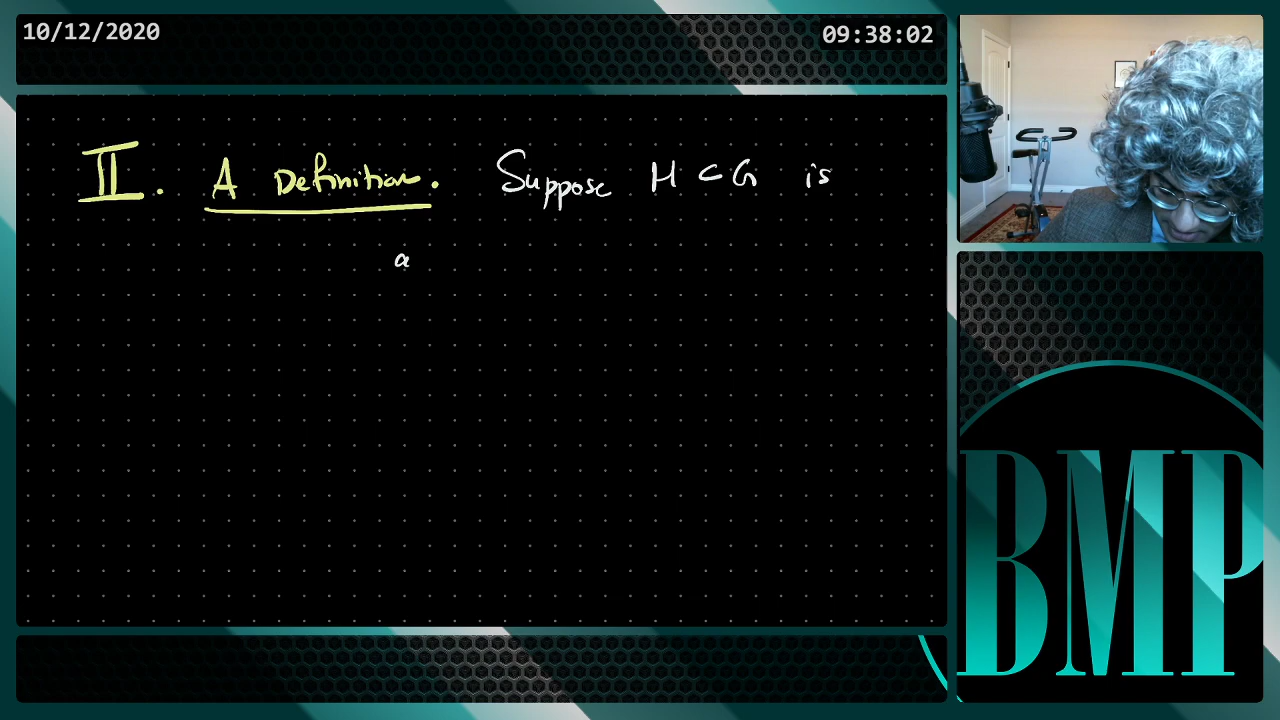 10/12/2020
09:38:02
II. A Definition. Suppose H ⊂ G is
a
BMP